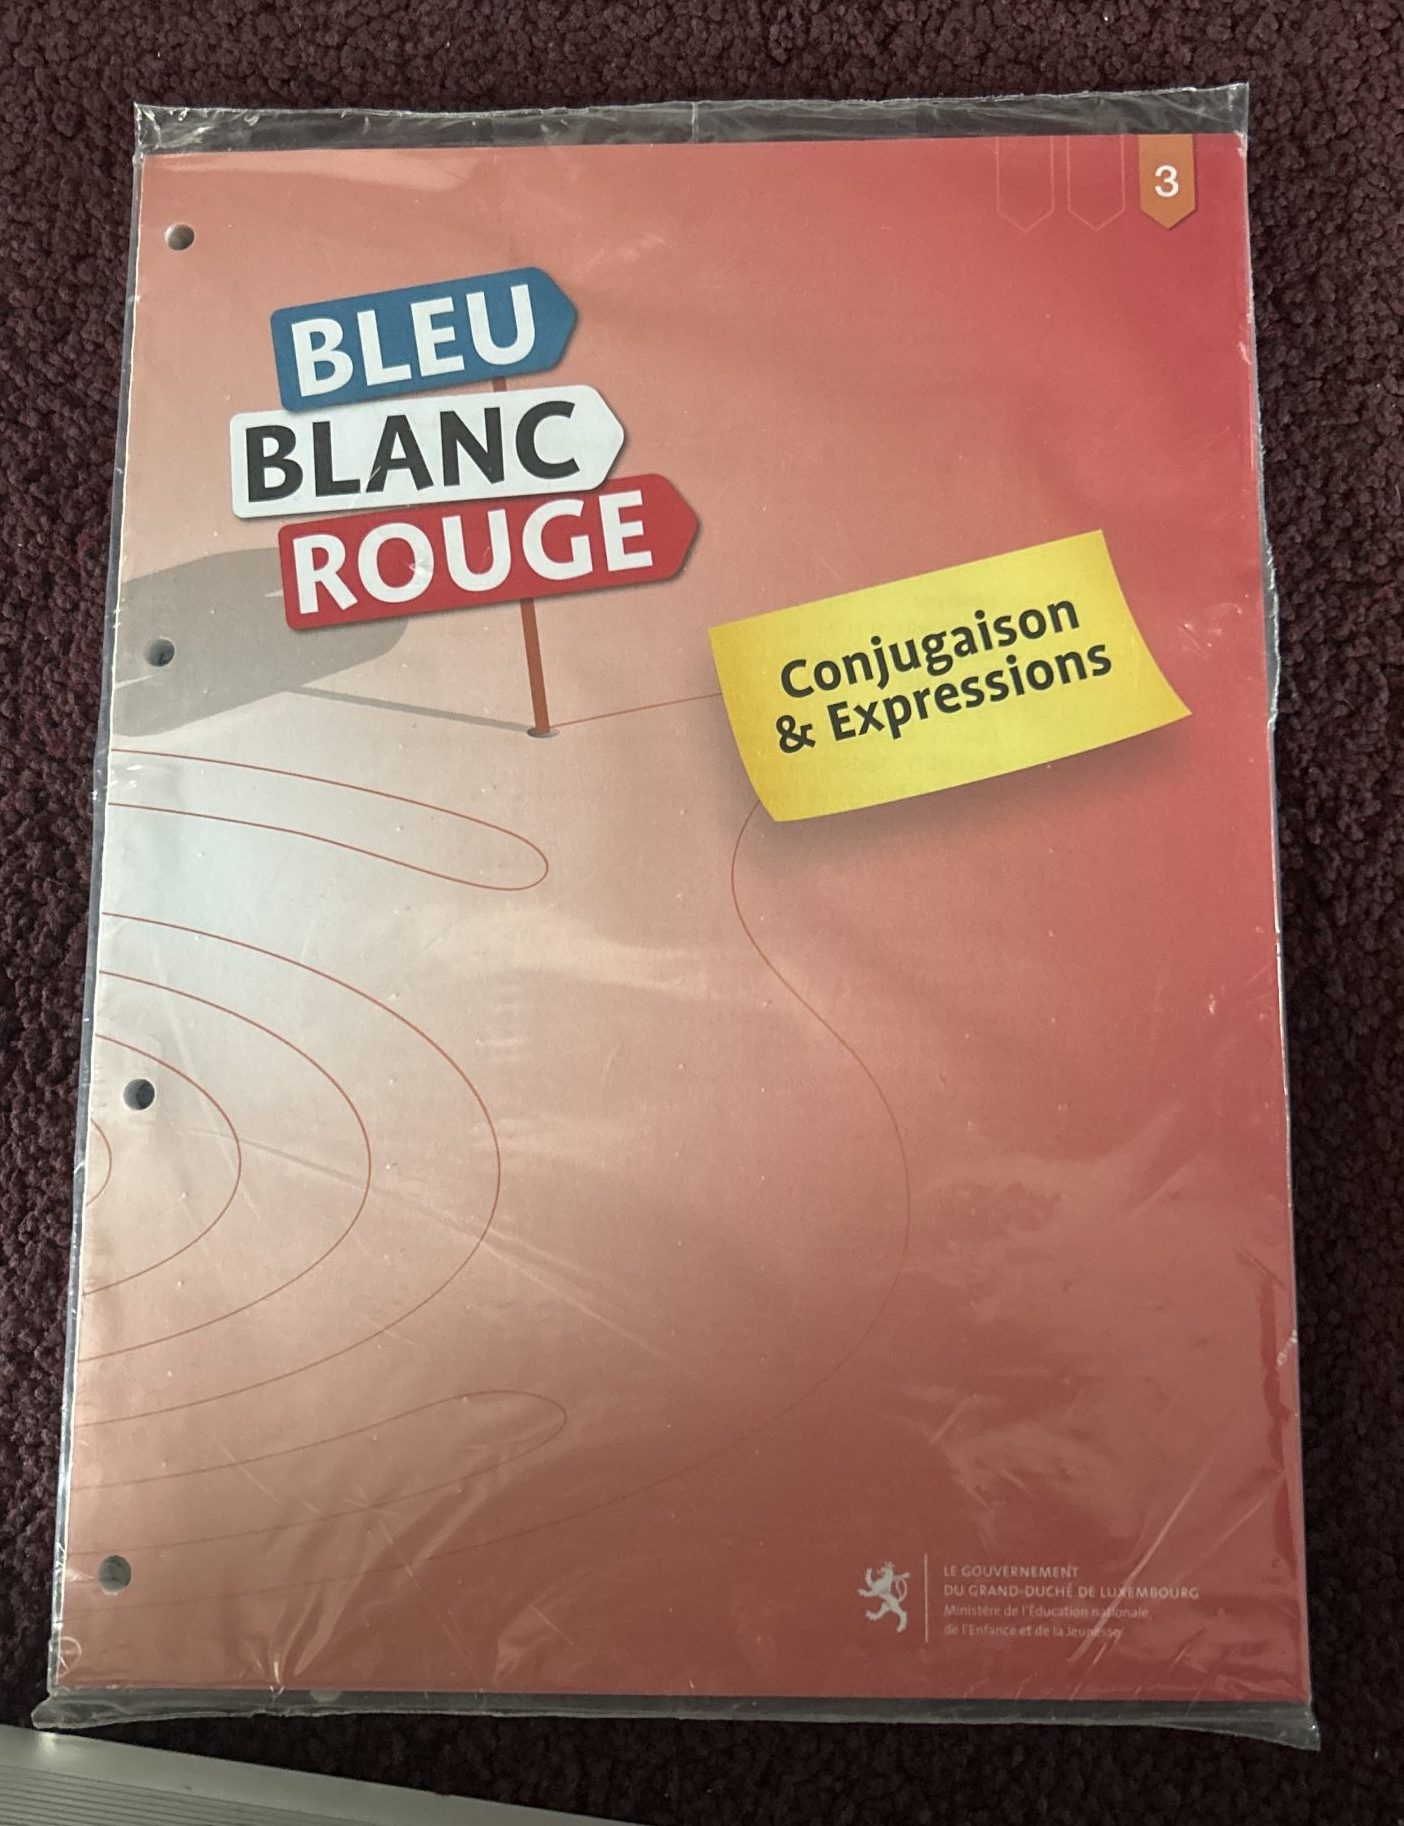 3
BLEU
BLANC
ROUGE
Conjugaison
& Expressions
LE GOUVERNEMENT
DU GRAND-DUCHÉ DE LUXEMBOURG
Ministère de l'Éducation nationale,
de l'Enfance et de la Jeunesse